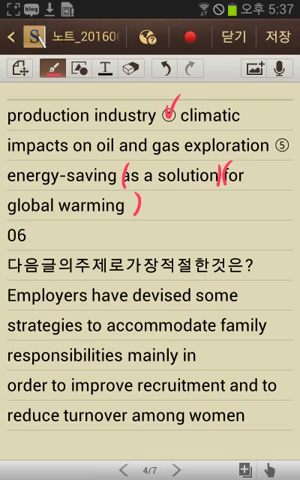 오후 5:37
노트_20160
닫기
저장
production industry ④ climatic
impacts on oil and gas exploration ⑤
energy-saving as a solution for
global warming
06
다음글의주제로가장적절한것은?
Employers have devised some
strategies to accommodate family
responsibilities mainly in
order to improve recruitment and to
reduce turnover among women
4/7